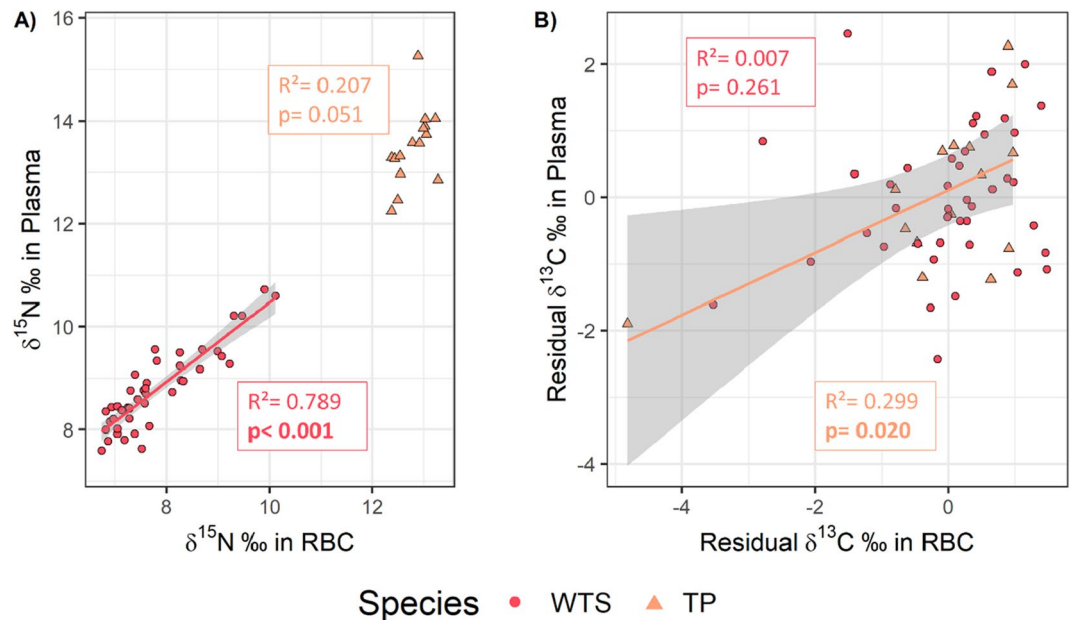 A)
16
14
12
10
8
8
10
12
δ¹⁵N ‰ in Plasma
δ¹⁵N ‰ in RBC
R²= 0.207
p= 0.051
R²= 0.789
p< 0.001
B)
2
0
-2
-4
-4
-2
0
Residual δ¹³C ‰ in Plasma
Residual δ¹³C ‰ in RBC
R²= 0.007
p= 0.261
R²= 0.299
p= 0.020
Species WTS TP